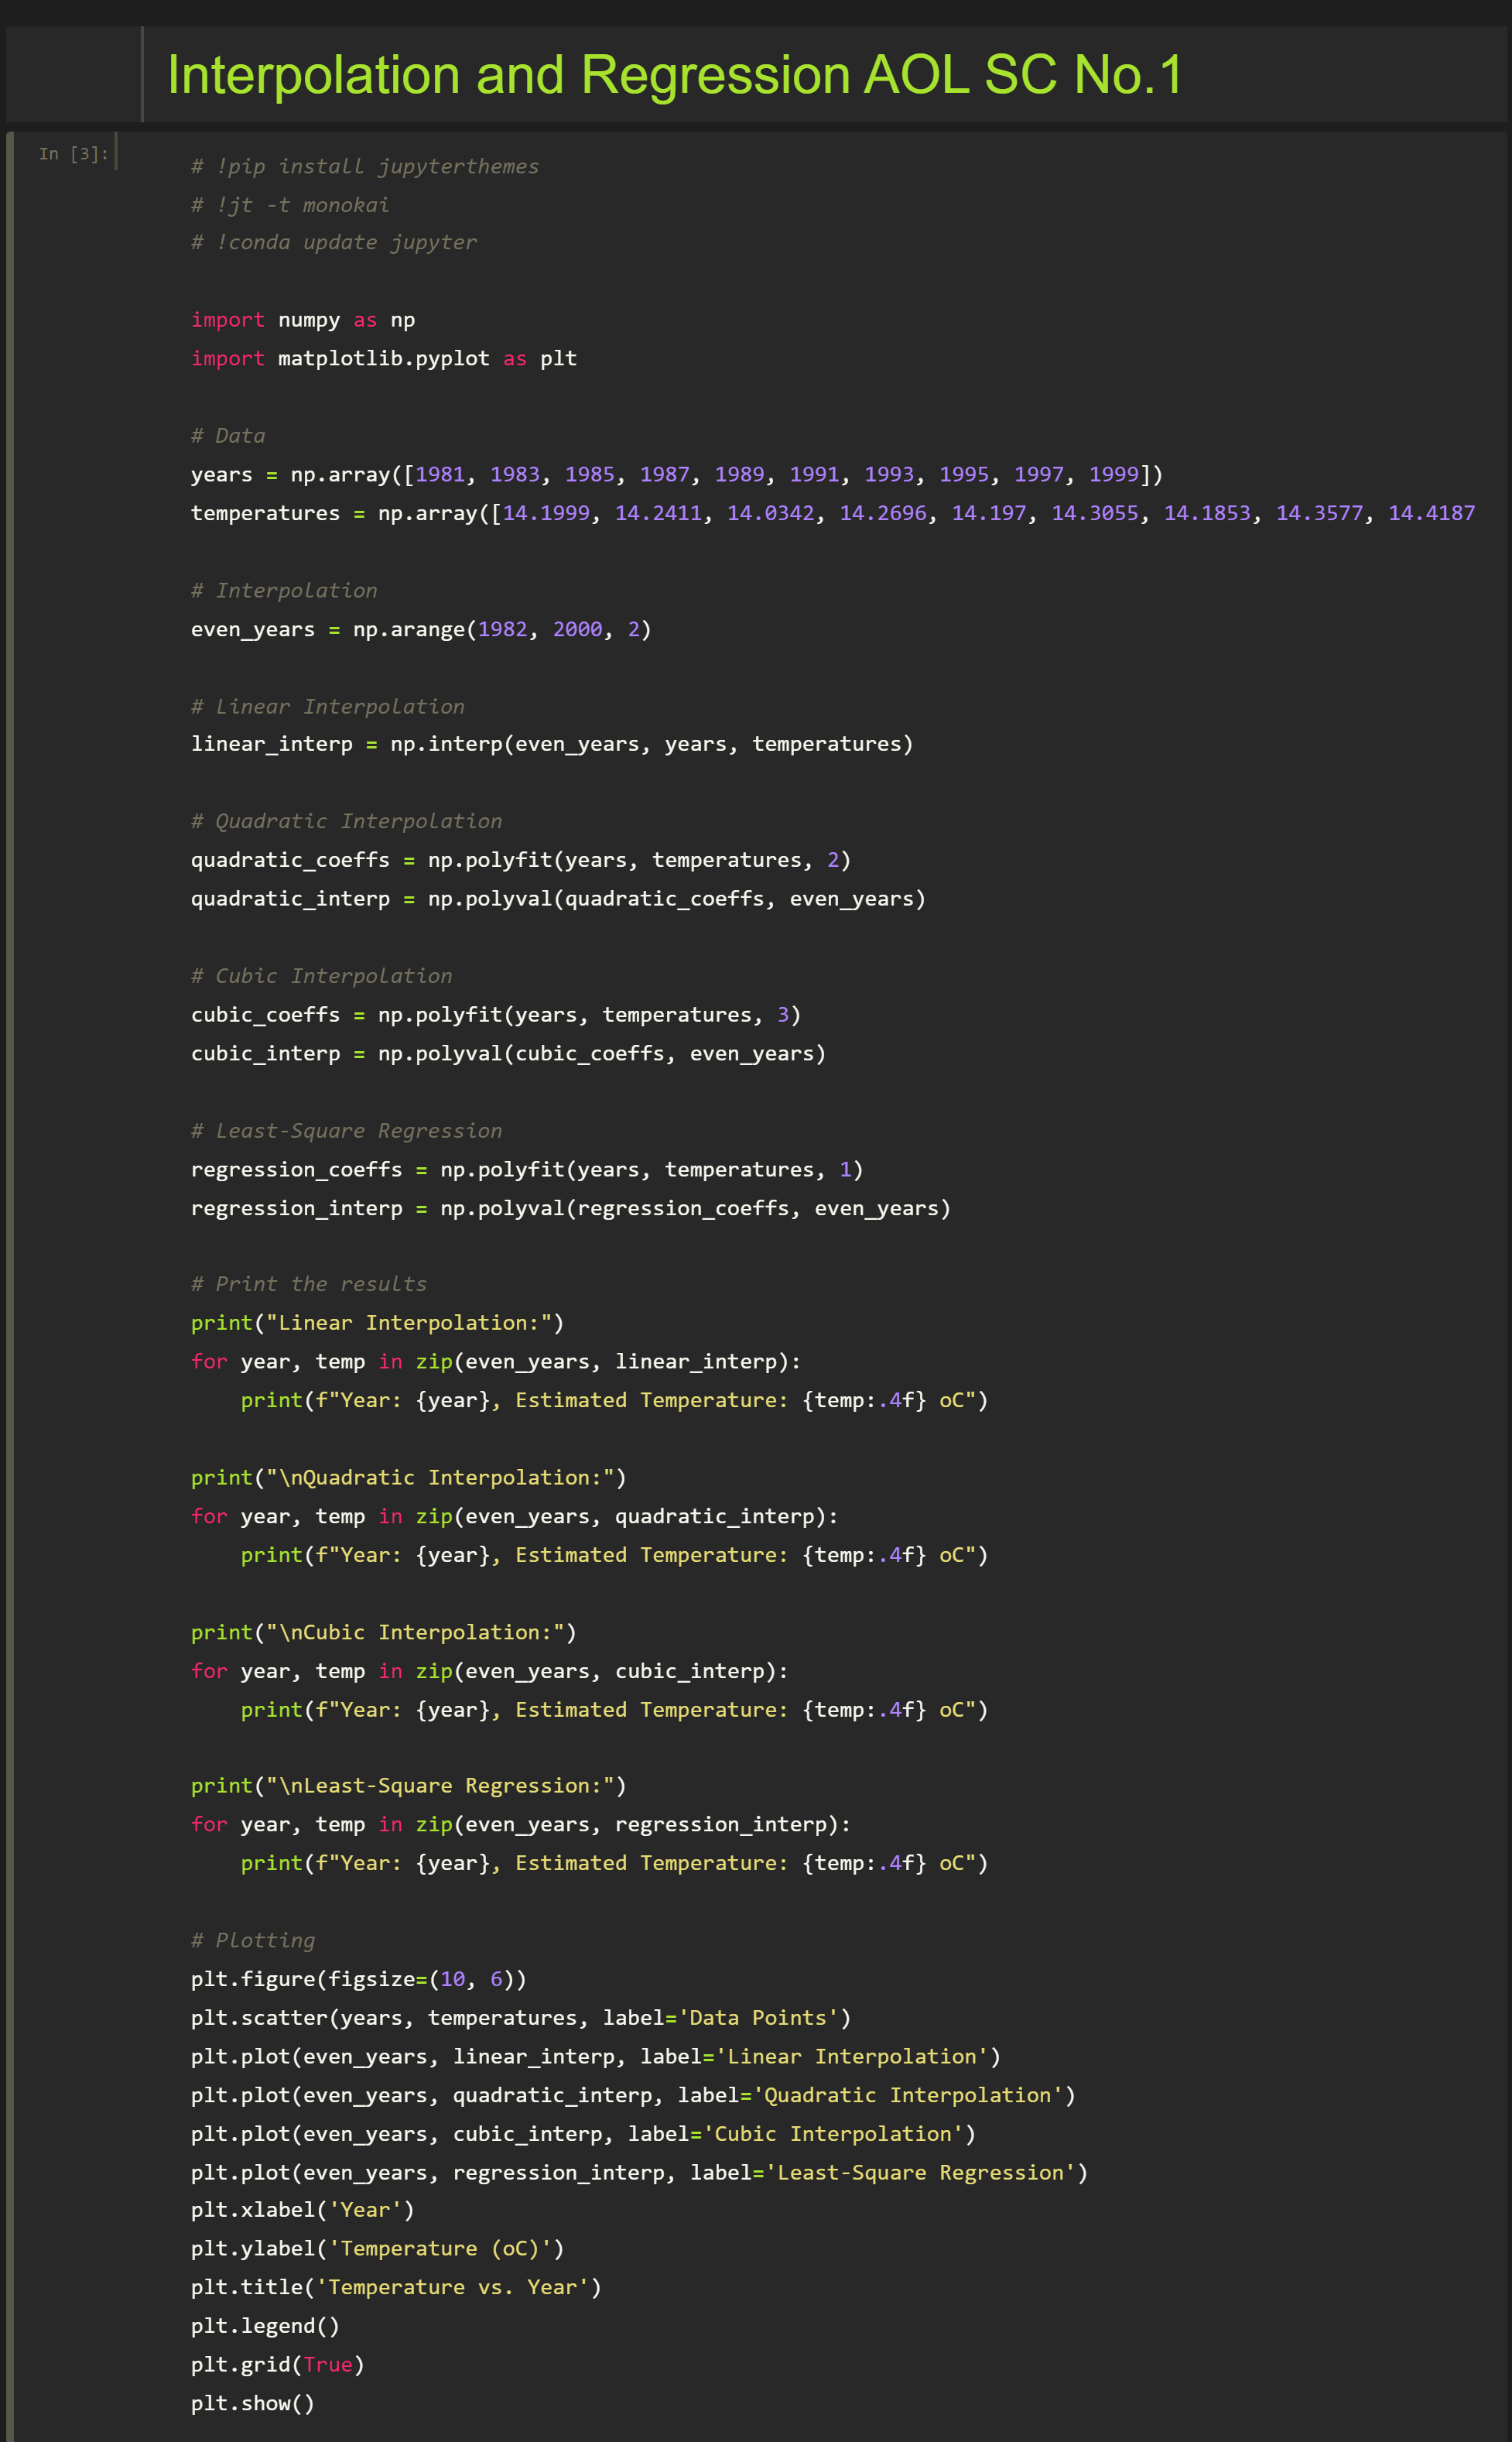 Interpolation and Regression AOL SC No.1
In [3]:
# !pip install jupyterthemes
# !jt -t monokai
# !conda update jupyter
import numpy as np
import matplotlib.pyplot as plt
# Data
years = np.array([1981, 1983, 1985, 1987, 1989, 1991, 1993, 1995, 1997, 1999])
temperatures = np.array([14.1999, 14.2411, 14.0342, 14.2696, 14.197, 14.3055, 14.1853, 14.3577, 14.4187
# Interpolation
even_years = np.arange(1982, 2000, 2)
# Linear Interpolation
linear_interp = np.interp(even_years, years, temperatures)
# Quadratic Interpolation
quadratic_coeffs = np.polyfit(years, temperatures, 2)
quadratic_interp = np.polyval(quadratic_coeffs, even_years)
# Cubic Interpolation
cubic_coeffs = np.polyfit(years, temperatures, 3)
cubic_interp = np.polyval(cubic_coeffs, even_years)
# Least-Square Regression
regression_coeffs = np.polyfit(years, temperatures, 1)
regression_interp = np.polyval(regression_coeffs, even_years)
# Print the results
print("Linear Interpolation:")
for year, temp in zip(even_years, linear_interp):
    print(f"Year: {year}, Estimated Temperature: {temp:.4f} oC")
print("\nQuadratic Interpolation:")
for year, temp in zip(even_years, quadratic_interp):
    print(f"Year: {year}, Estimated Temperature: {temp:.4f} oC")
print("\nCubic Interpolation:")
for year, temp in zip(even_years, cubic_interp):
    print(f"Year: {year}, Estimated Temperature: {temp:.4f} oC")
print("\nLeast-Square Regression:")
for year, temp in zip(even_years, regression_interp):
    print(f"Year: {year}, Estimated Temperature: {temp:.4f} oC")
# Plotting
plt.figure(figsize=(10, 6))
plt.scatter(years, temperatures, label='Data Points')
plt.plot(even_years, linear_interp, label='Linear Interpolation')
plt.plot(even_years, quadratic_interp, label='Quadratic Interpolation')
plt.plot(even_years, cubic_interp, label='Cubic Interpolation')
plt.plot(even_years, regression_interp, label='Least-Square Regression')
plt.xlabel('Year')
plt.ylabel('Temperature (oC)')
plt.title('Temperature vs. Year')
plt.legend()
plt.grid(True)
plt.show()